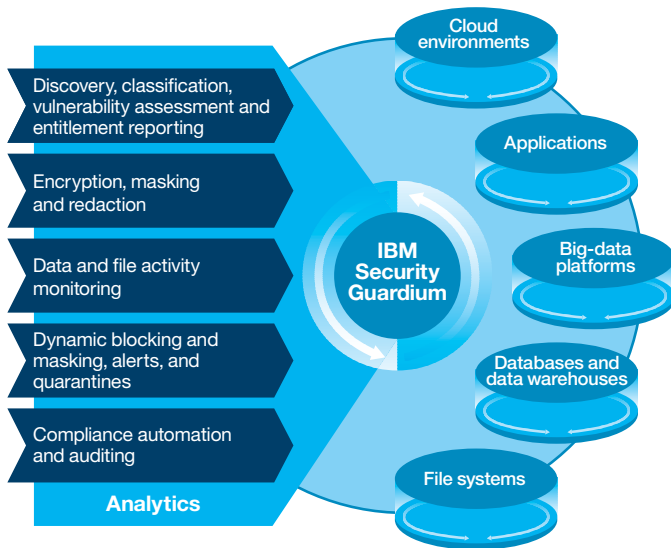 Discovery, classification,
vulnerability assessment and
entitlement reporting
Encryption, masking
and redaction
Data and file activity
monitoring
Dynamic blocking and
masking, alerts, and
quarantines
Compliance automation
and auditing
Analytics
IBM
Security
Guardium
Cloud
environments
Applications
Big-data
platforms
Databases and
data warehouses
File systems